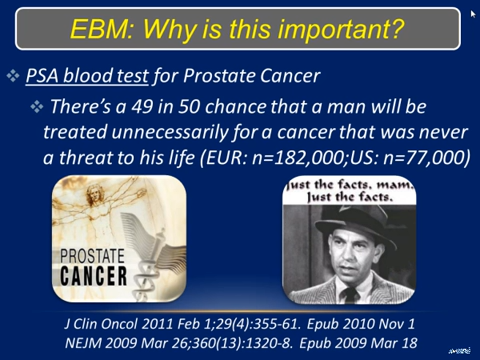 EBM: Why is this important?
PSA blood test for Prostate Cancer
There's a 49 in 50 chance that a man will be
treated unnecessarily for a cancer that was never
a threat to his life (EUR: n=182,000;US: n=77,000)
PROSTATE
CANCER
Just the facts, mam.
Just the facts.
J Clin Oncol 2011 Feb 1;29(4):355-61. Epub 2010 Nov 1
NEJM 2009 Mar 26;360(13):1320-8. Epub 2009 Mar 18